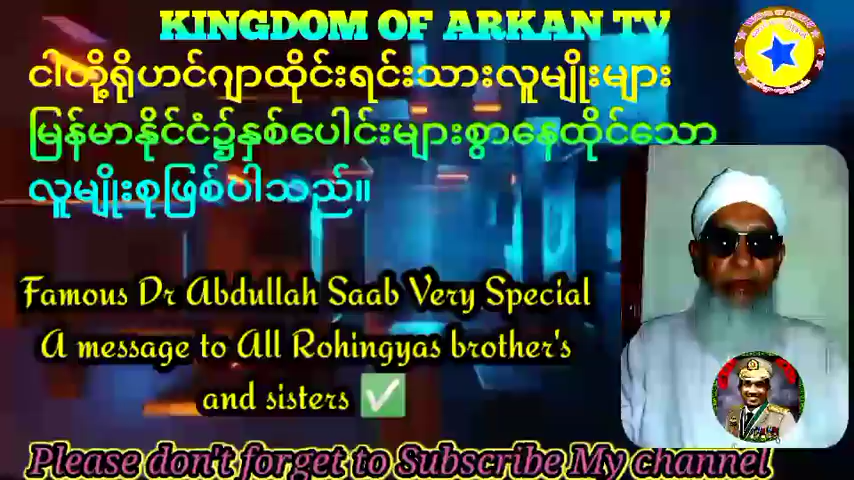 KINGDOM OF ARKAN TV
ငါတို့ရိုဟင်ဂျာထိုင်းရင်းသားလူမျိုးများ
မြန်မာနိုင်ငံ၌နှစ်ပေါင်းများစွာနေထိုင်သော
လူမျိုးစုဖြစ်ပါသည်။
Famous Dr Abdullah Saab Very Special
A message to All Rohingyas brother's
and sisters ✅
Please don't forget to Subscribe My channel